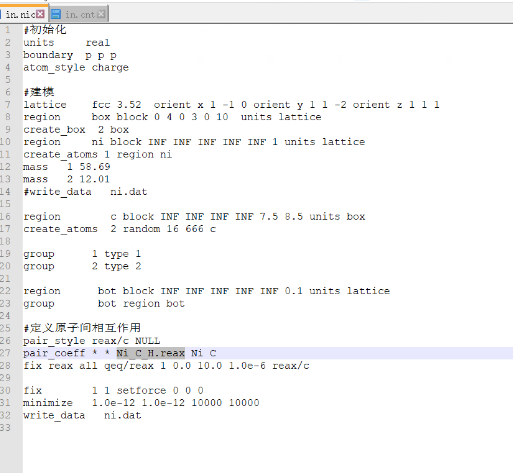 in.nic in.cnt
1 #初始化
2 units real
3 boundary p p p
4 atom_style charge
5
6 #建模
7 lattice fcc 3.52 orient x 1 -1 0 orient y 1 1 -2 orient z 1 1 1
8 region box block 0 4 0 3 0 10 units lattice
9 create_box 2 box
10 region ni block INF INF INF INF INF 1 units lattice
11 create_atoms 1 region ni
12 mass 1 58.69
13 mass 2 12.01
14 #write_data ni.dat
15
16 region c block INF INF INF INF 7.5 8.5 units box
17 create_atoms 2 random 16 666 c
18
19 group 1 type 1
20 group 2 type 2
21
22 region bot block INF INF INF INF INF 0.1 units lattice
23 group bot region bot
24
25 #定义原子间相互作用
26 pair_style reax/c NULL
27 pair_coeff * * Ni_C_H.reax Ni C
28 fix reax all qeq/reax 1 0.0 10.0 1.0e-6 reax/c
29
30 fix 1 1 setforce 0 0 0
31 minimize 1.0e-12 1.0e-12 10000 10000
32 write_data ni.dat
33